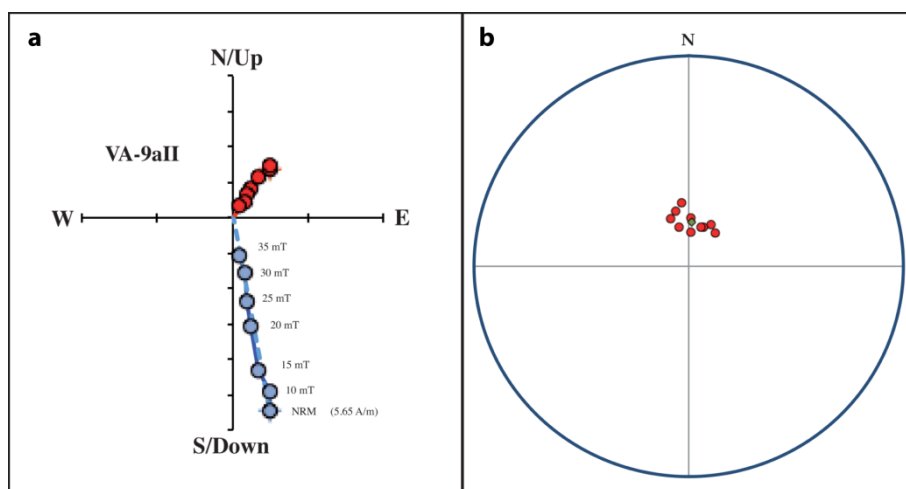 a
N/Up
VA-9aII
W
E
35 mT
30 mT
25 mT
20 mT
15 mT
10 mT
NRM (5.65 A/m)
S/Down
b
N